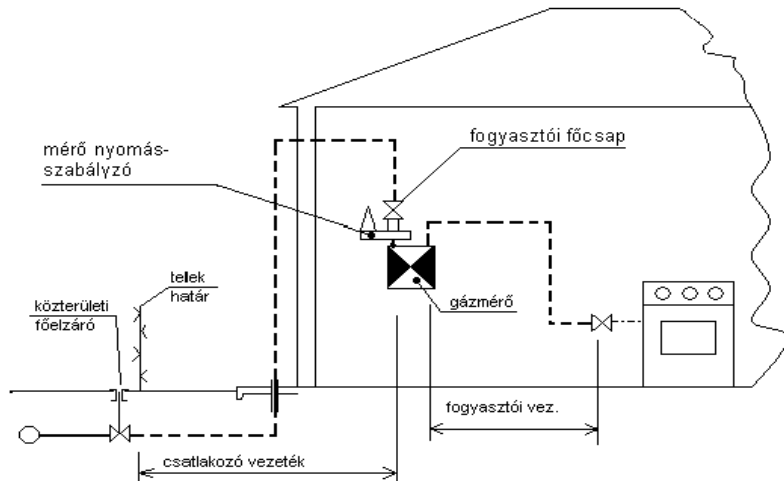 fogyasztói főcsap
mérő nyomás-
szabályzó
telek
határ
közterületi
főelzáró
gázmérő
fogyasztói vez.
csatlakozó vezeték